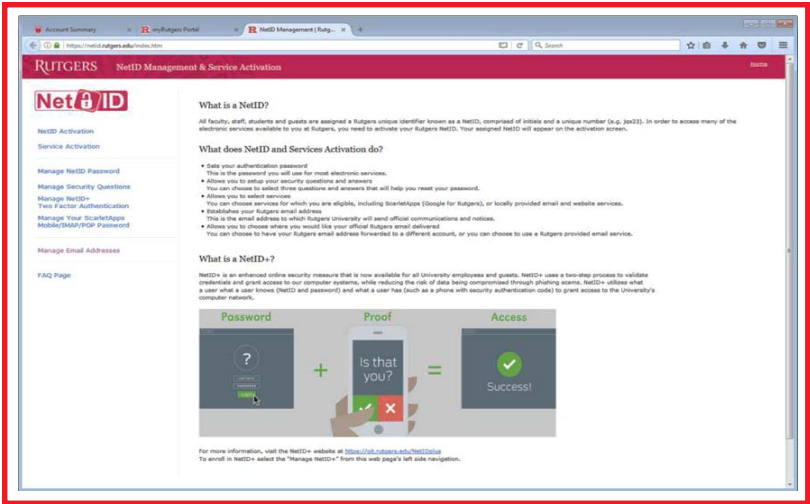 Account Summary
myRutgers Portal
NetID Management | Rutg...
https://netid.rutgers.edu/index.htm
Search
RUTGERS NetID Management & Service Activation
Home
NetID
NetID Activation
Service Activation
Manage NetID Password
Manage Security Questions
Manage NetID+
Two Factor Authentication
Manage Your ScarletApps
Mobile/IMAP/POP Password
Manage Email Addresses
FAQ Page
What is a NetID?
All faculty, staff, students and guests are assigned a Rutgers unique identifier known as a NetID, comprised of initials and a unique number (e.g. jqs23). In order to access many of the
electronic services available to you at Rutgers, you need to activate your Rutgers NetID. Your assigned NetID will appear on the activation screen.
What does NetID and Services Activation do?
• Sets your authentication password
This is the password you will use for most electronic services.
• Allows you to setup your security questions and answers
You can choose to select three questions and answers that will help you reset your password.
• Allows you to select services
You can choose services for which you are eligible, including ScarletApps (Google for Rutgers), or locally provided email and website services.
• Establishes your Rutgers email address
This is the email address to which Rutgers University will send official communications and notices.
• Allows you to choose where you would like your official Rutgers email delivered
You can choose to have your Rutgers email address forwarded to a different account, or you can choose to use a Rutgers provided email service.
What is a NetID+?
NetID+ is an enhanced online security measure that is now available for all University employees and guests. NetID+ uses a two-step process to validate
credentials and grant access to our computer systems, while reducing the risk of data being compromised through phishing scams. NetID+ utilizes what
a user what a user knows (NetID and password) and what a user has (such as a phone with security authentication code) to grant access to the University's
computer network.
Password Proof Access
?
+
Is that
you?
=
Success!
For more information, visit the NetID+ website at https://oit.rutgers.edu/NetIDplus
To enroll in NetID+ select the "Manage NetID+" from this web page's left side navigation.